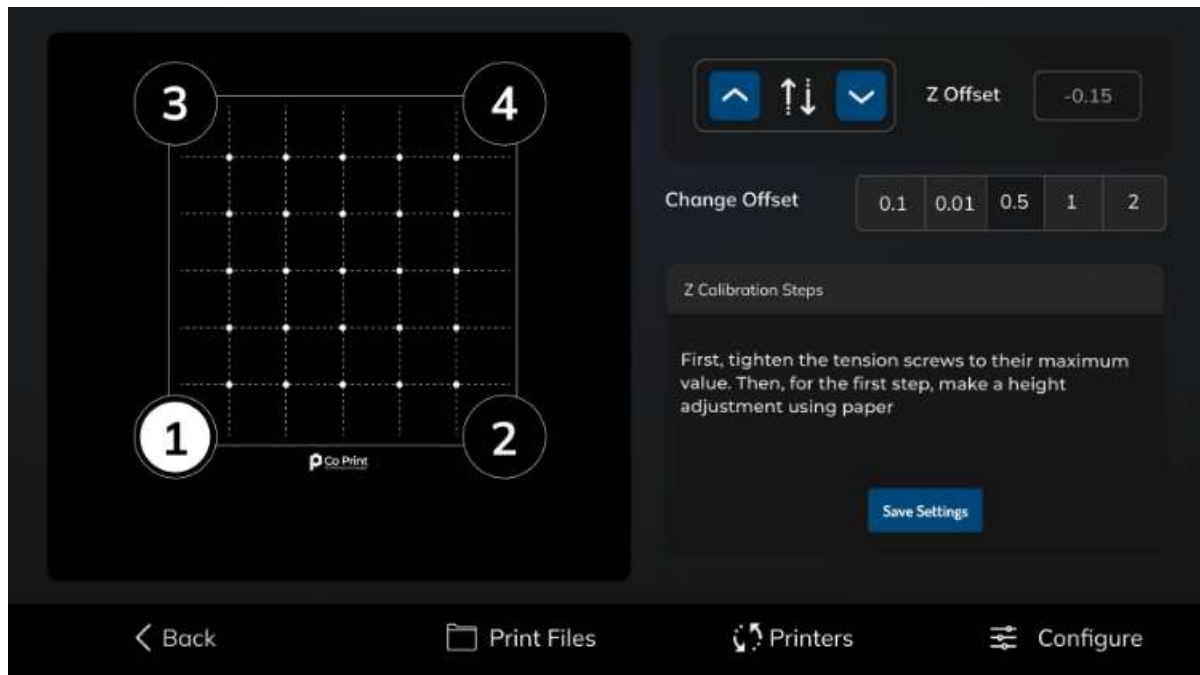 3
4
Z Offset
-0.15
Change Offset
0.1
0.01
0.5
1
2
Z Calibration Steps
First, tighten the tension screws to their maximum
value. Then, for the first step, make a height
adjustment using paper
1
2
Co Print
Save Settings
Back
Print Files
Printers
Configure